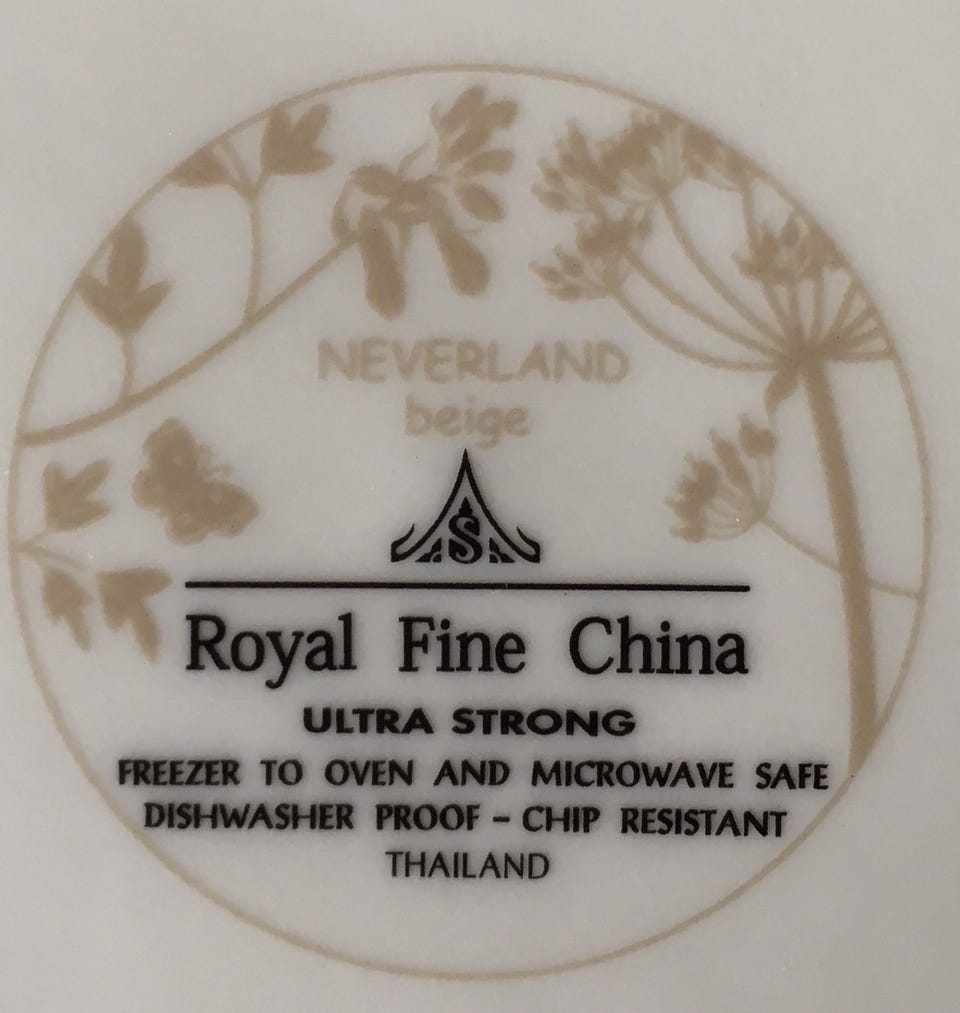 NEVERLAND
beige
S
Royal Fine China
ULTRA STRONG
FREEZER TO OVEN AND MICROWAVE SAFE
DISHWASHER PROOF – CHIP RESISTANT
THAILAND